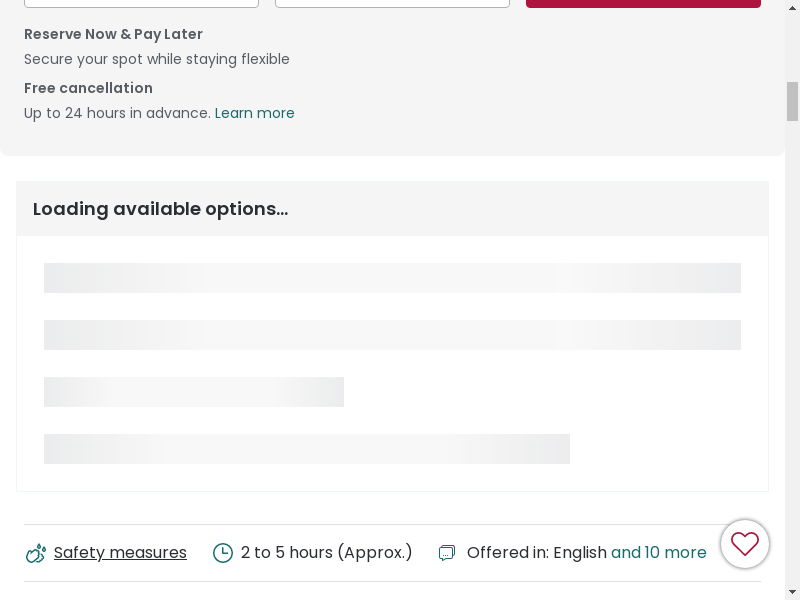 Reserve Now & Pay Later
Secure your spot while staying flexible
Free cancellation
Up to 24 hours in advance. Learn more
Loading available options...
Safety measures
2 to 5 hours (Approx.)
Offered in: English and 10 more